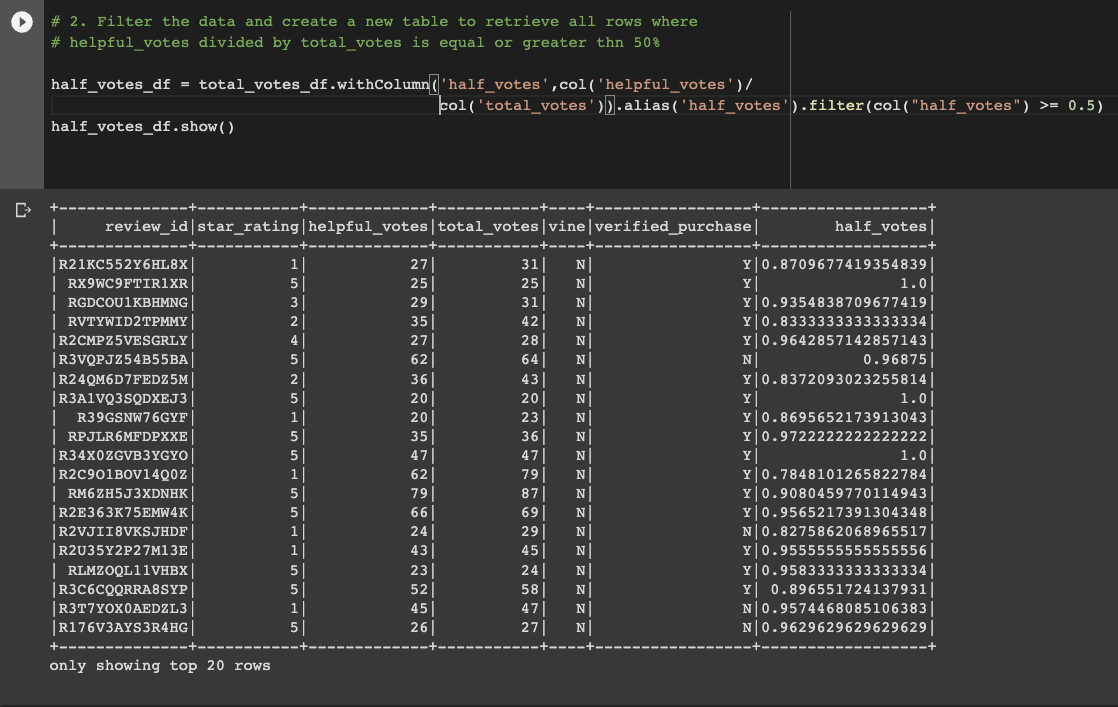 # 2. Filter the data and create a new table to retrieve all rows where
# helpful_votes divided by total_votes is equal or greater thn 50%
half_votes_df = total_votes_df.withColumn('half_votes',col('helpful_votes')/
col('total_votes')).alias('half_votes').filter(col("half_votes") >= 0.5)
half_votes_df.show()
+--------------+-----------+-------------+-----------+----+-----------------+------------------+
|     review_id|star_rating|helpful_votes|total_votes|vine|verified_purchase|        half_votes|
+--------------+-----------+-------------+-----------+----+-----------------+------------------+
|R21KC552Y6HL8X|          1|           27|         31|   N|                Y|0.8709677419354839|
| RX9WC9FTIR1XR|          5|           25|         25|   N|                Y|               1.0|
| RGDCOU1KBHMNG|          3|           29|         31|   N|                Y|0.9354838709677419|
| RVTYWID2TPMMY|          2|           35|         42|   N|                Y|0.8333333333333334|
|R2CMPZ5VESGRLY|          4|           27|         28|   N|                Y|0.9642857142857143|
|R3VQPJZ54B55BA|          5|           62|         64|   N|                N|           0.96875|
|R24QM6D7FEDZ5M|          2|           36|         43|   N|                Y|0.8372093023255814|
|R3A1VQ3SQDXEJ3|          5|           20|         20|   N|                Y|               1.0|
|  R39GSNW76GYF|          1|           20|         23|   N|                Y|0.8695652173913043|
| RPJLR6MFDPXXE|          5|           35|         36|   N|                Y|0.9722222222222222|
|R34X0ZGVB3YGYO|          5|           47|         47|   N|                Y|               1.0|
|R2C9O1BOV14Q0Z|          1|           62|         79|   N|                Y|0.7848101265822784|
| RM6ZH5J3XDNHK|          5|           79|         87|   N|                Y|0.9080459770114943|
|R2E363K75EMW4K|          5|           66|         69|   N|                Y|0.9565217391304348|
|R2VJII8VKSJHDF|          1|           24|         29|   N|                N|0.8275862068965517|
|R2U35Y2P27M13E|          1|           43|         45|   N|                Y|0.9555555555555556|
| RLMZOQL11VHBX|          5|           23|         24|   N|                Y|0.9583333333333334|
|R3C6CQQRRA8SYP|          5|           52|         58|   N|                Y| 0.896551724137931|
|R3T7YOX0AEDZL3|          1|           45|         47|   N|                N|0.9574468085106383|
|R176V3AYS3R4HG|          5|           26|         27|   N|                N|0.9629629629629629|
+--------------+-----------+-------------+-----------+----+-----------------+------------------+
only showing top 20 rows